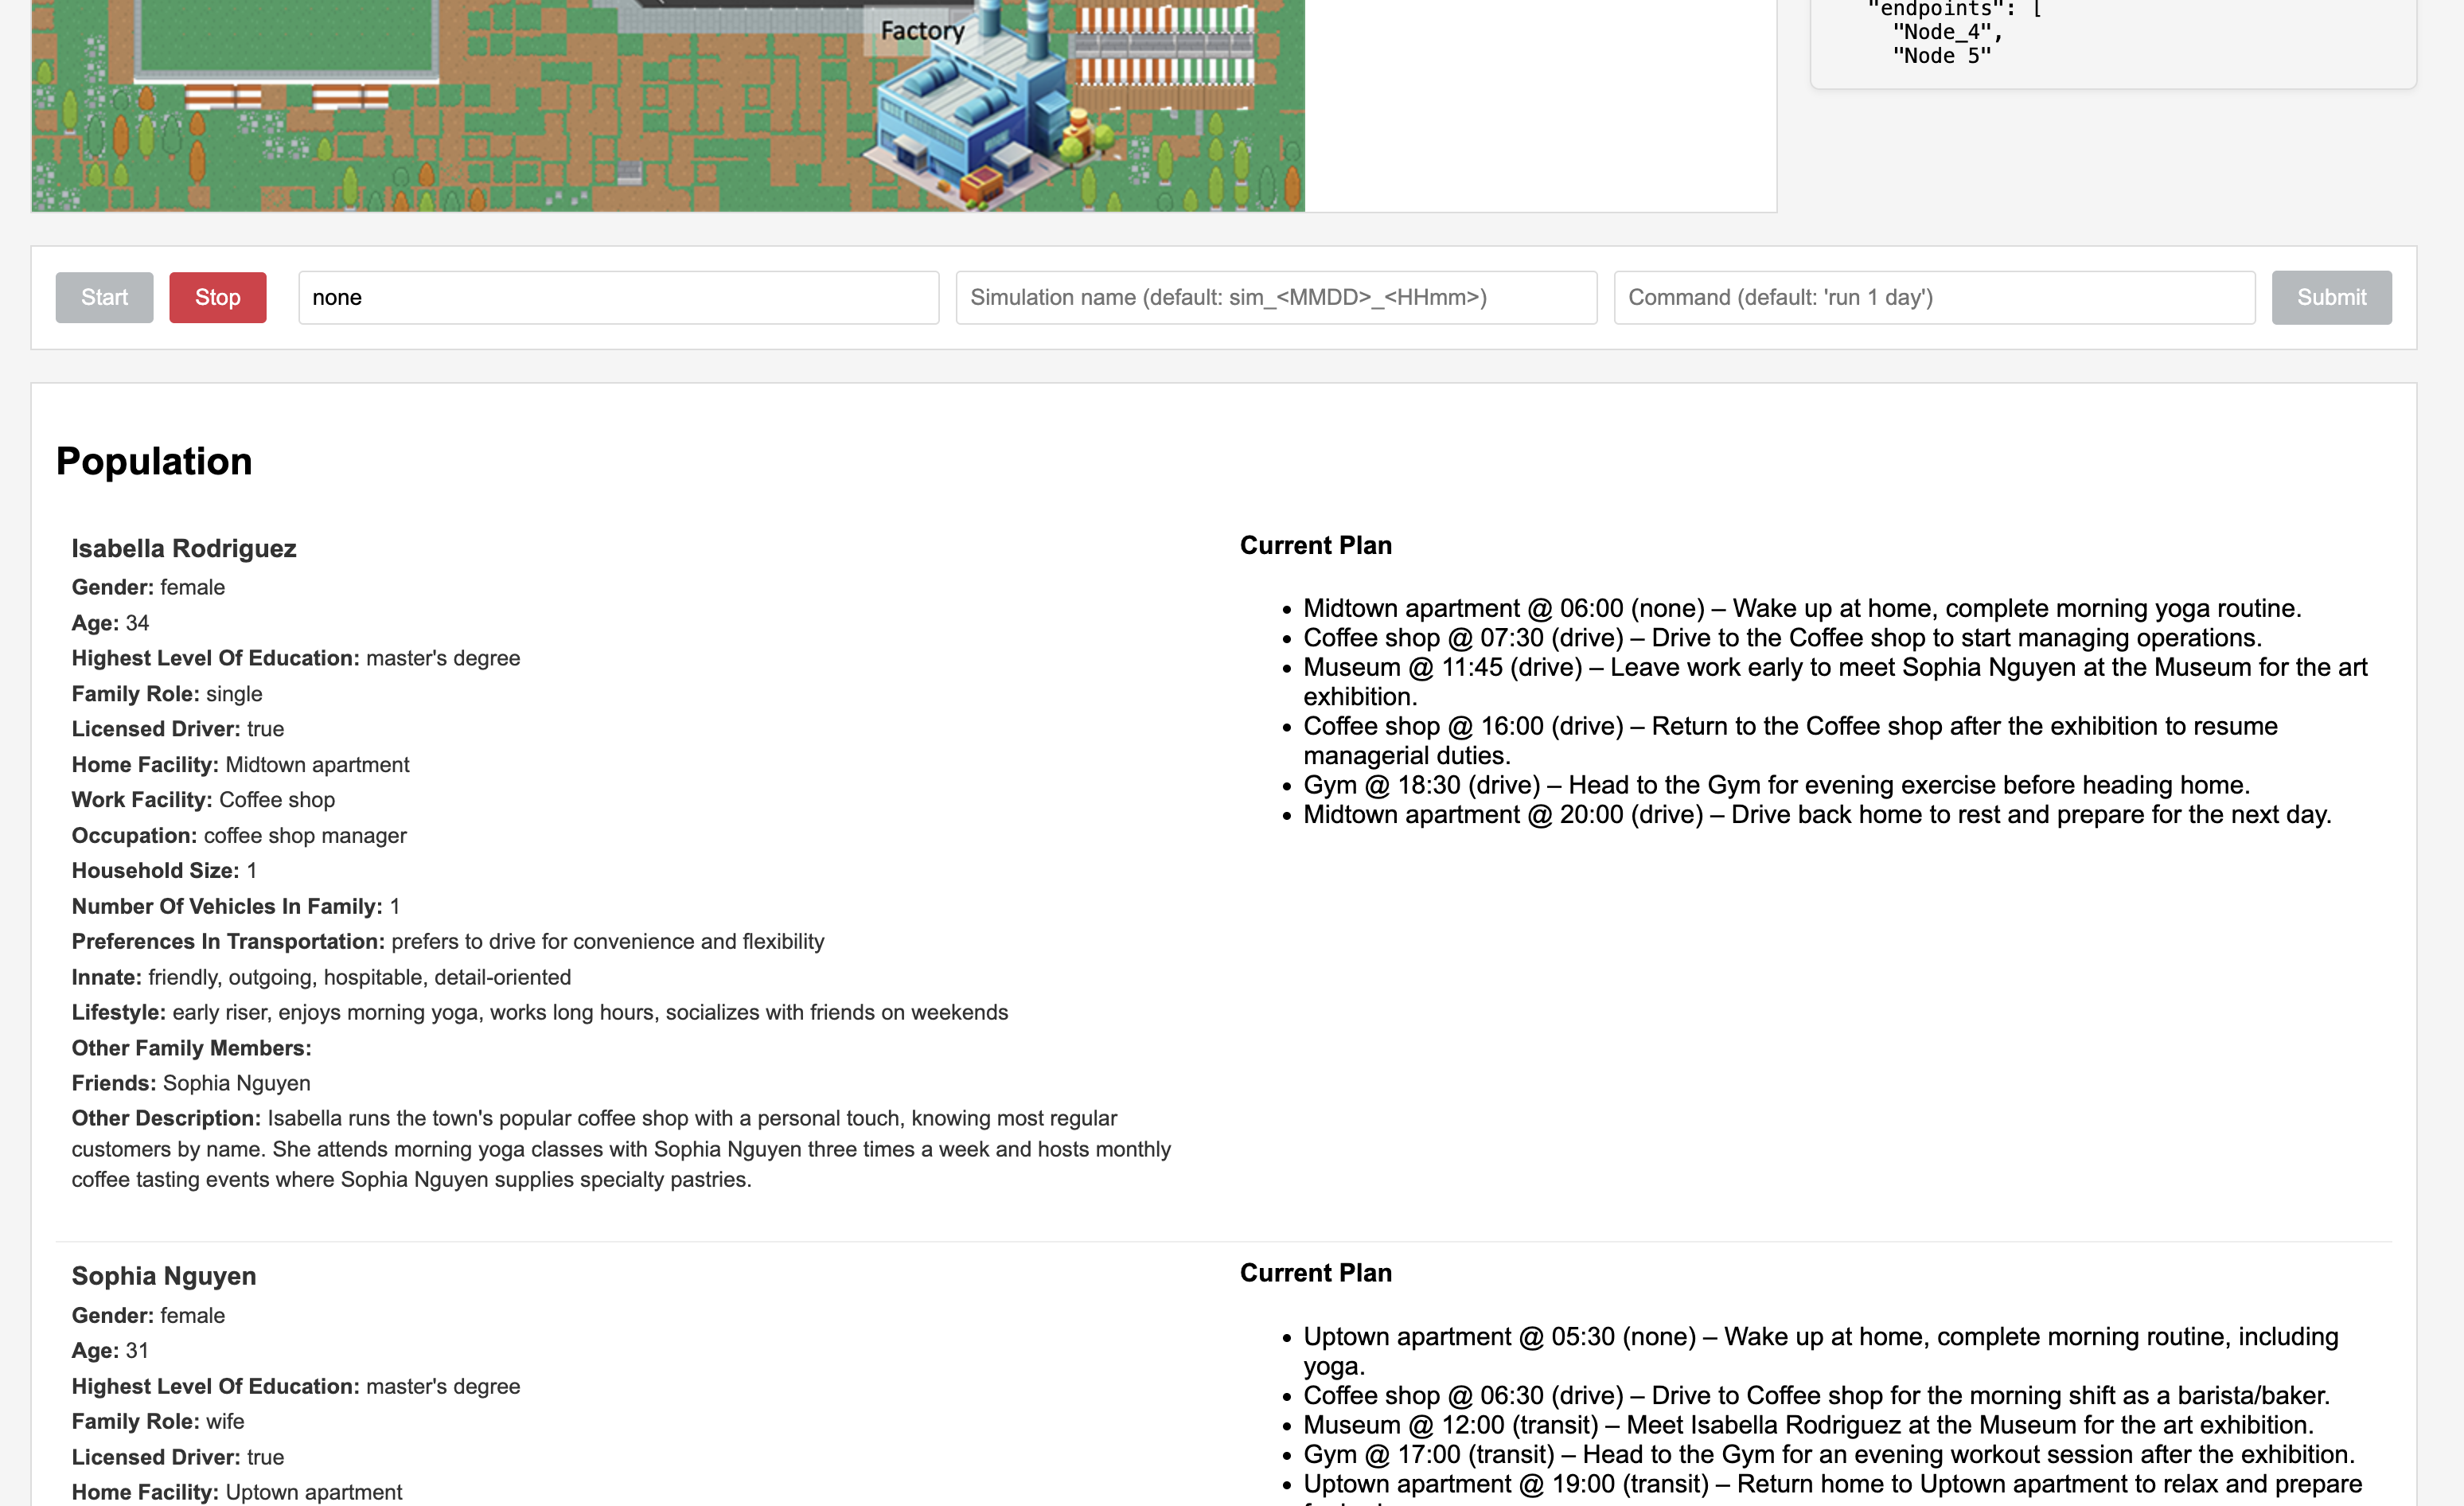 "endpoints": [
"Node_4",
"Node 5"
Factory
Start
Stop
none
Simulation name (default: sim_<MMDD>_<HHmm>)
Command (default: 'run 1 day')
Submit
Population
Isabella Rodriguez
Gender: female
Age: 34
Highest Level Of Education: master's degree
Family Role: single
Licensed Driver: true
Home Facility: Midtown apartment
Work Facility: Coffee shop
Occupation: coffee shop manager
Household Size: 1
Number Of Vehicles In Family: 1
Preferences In Transportation: prefers to drive for convenience and flexibility
Innate: friendly, outgoing, hospitable, detail-oriented
Lifestyle: early riser, enjoys morning yoga, works long hours, socializes with friends on weekends
Other Family Members:
Friends: Sophia Nguyen
Other Description: Isabella runs the town's popular coffee shop with a personal touch, knowing most regular
customers by name. She attends morning yoga classes with Sophia Nguyen three times a week and hosts monthly
coffee tasting events where Sophia Nguyen supplies specialty pastries.
Current Plan
• Midtown apartment @ 06:00 (none) – Wake up at home, complete morning yoga routine.
• Coffee shop @ 07:30 (drive) – Drive to the Coffee shop to start managing operations.
• Museum @ 11:45 (drive) – Leave work early to meet Sophia Nguyen at the Museum for the art
exhibition.
• Coffee shop @ 16:00 (drive) – Return to the Coffee shop after the exhibition to resume
managerial duties.
• Gym @ 18:30 (drive) – Head to the Gym for evening exercise before heading home.
• Midtown apartment @ 20:00 (drive) – Drive back home to rest and prepare for the next day.
Sophia Nguyen
Gender: female
Age: 31
Highest Level Of Education: master's degree
Family Role: wife
Licensed Driver: true
Home Facility: Uptown apartment
Current Plan
• Uptown apartment @ 05:30 (none) – Wake up at home, complete morning routine, including
yoga.
• Coffee shop @ 06:30 (drive) – Drive to Coffee shop for the morning shift as a barista/baker.
• Museum @ 12:00 (transit) – Meet Isabella Rodriguez at the Museum for the art exhibition.
• Gym @ 17:00 (transit) – Head to the Gym for an evening workout session after the exhibition.
• Uptown apartment @ 19:00 (transit) – Return home to Uptown apartment to relax and prepare